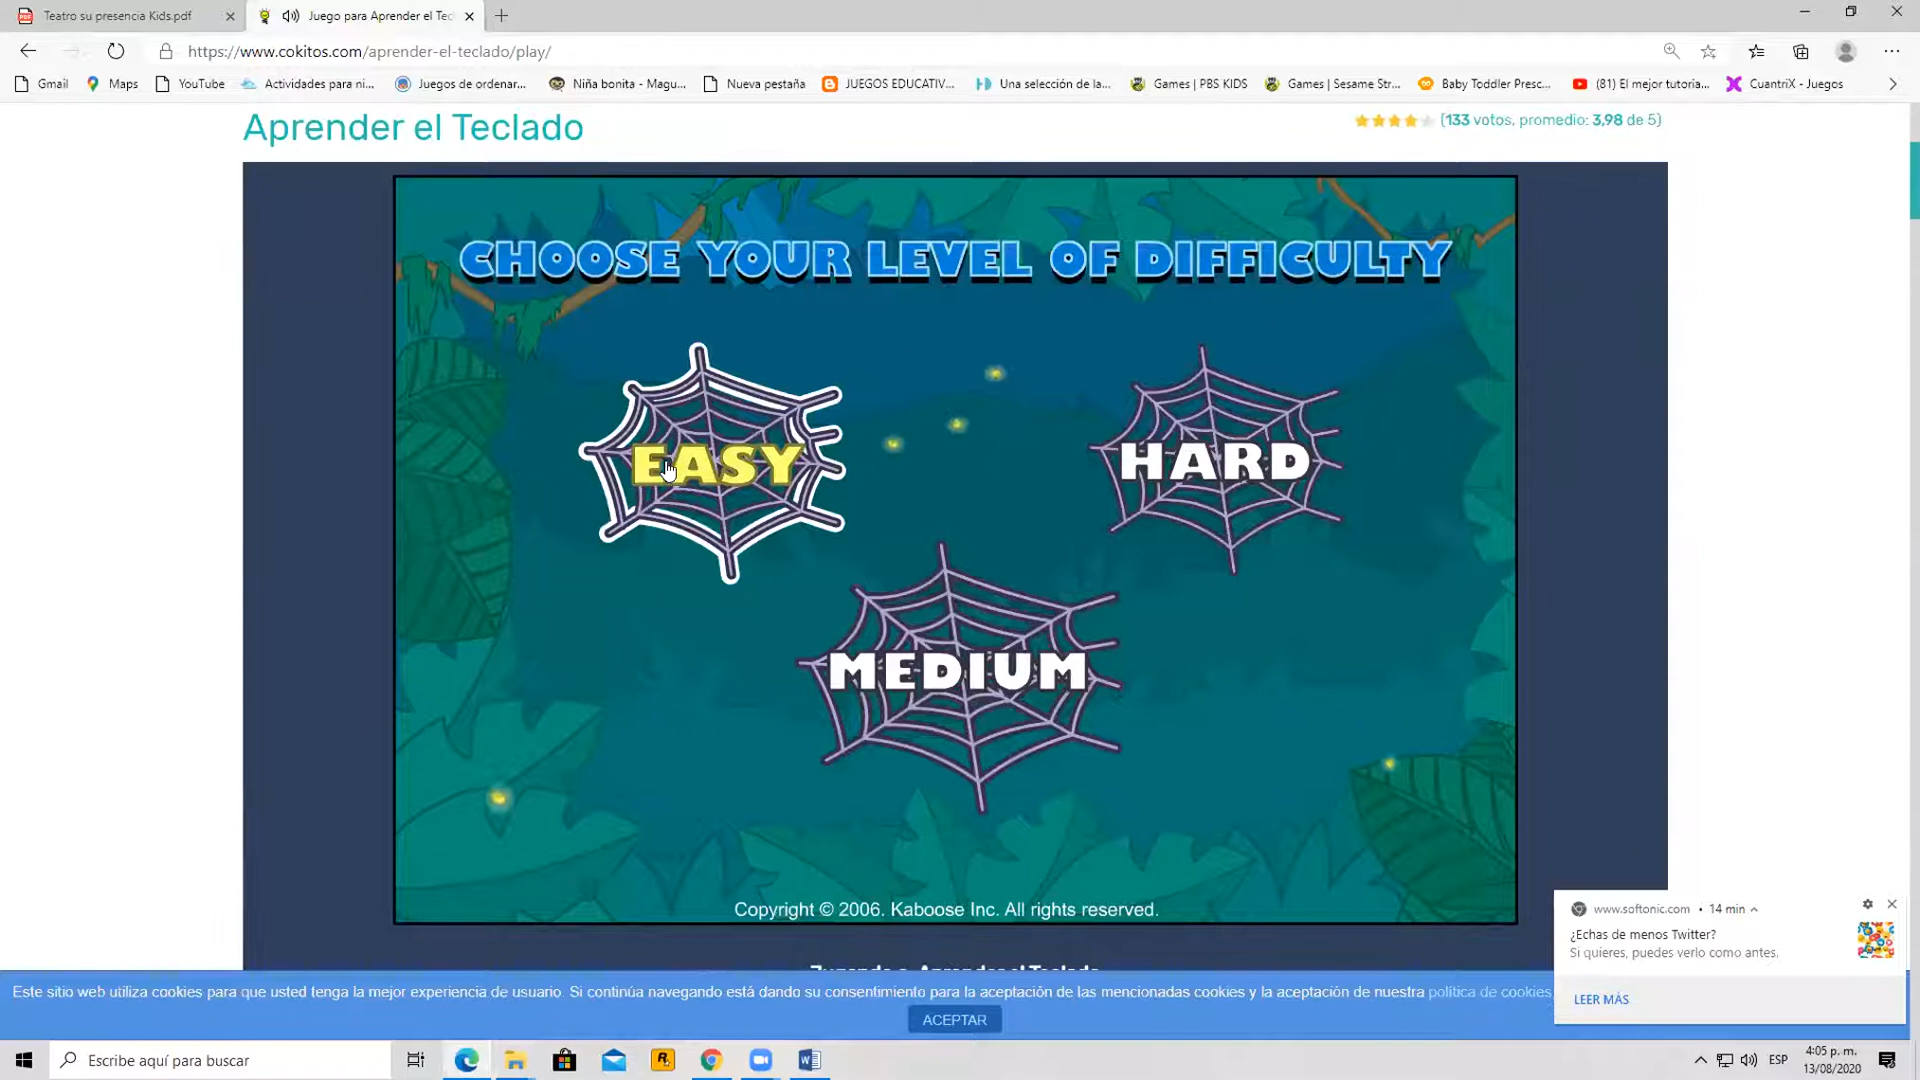 Teatro su presencia Kids.pdf
Juego para Aprender el Tec
https://www.cokitos.com/aprender-el-teclado/play/
Gmail
Maps
YouTube
Actividades para ni...
Juegos de ordenar...
Niña bonita - Magu...
Nueva pestaña
JUEGOS EDUCATIV...
Una selección de la...
Games | PBS KIDS
Games | Sesame Str...
Baby Toddler Presc...
(81) El mejor tutoria...
CuantriX - Juegos
Aprender el Teclado
(133 votos, promedio: 3,98 de 5)
CHOOSE YOUR LEVEL OF DIFFICULTY
EASY
HARD
MEDIUM
Copyright © 2006. Kaboose Inc. All rights reserved.
www.softonic.com • 14 min
¿Echas de menos Twitter?
Si quieres, puedes verlo como antes.
LEER MÁS
Jugando a Aprender el Teclado
Este sitio web utiliza cookies para que usted tenga la mejor experiencia de usuario. Si continúa navegando está dando su consentimiento para la aceptación de las mencionadas cookies y la aceptación de nuestra política de cookies
ACEPTAR
Escribe aquí para buscar
ESP
4:05 p. m.
13/08/2020